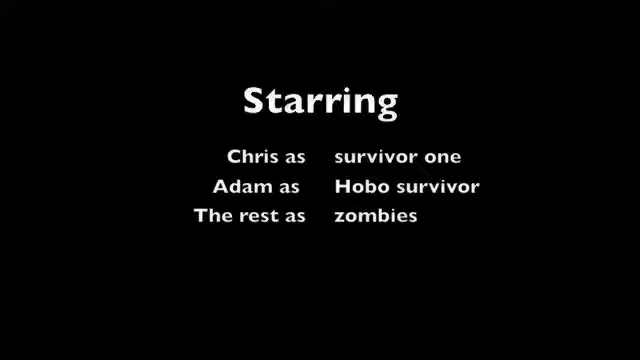 Starring
Chris as survivor one
Adam as Hobo survivor
The rest as zombies